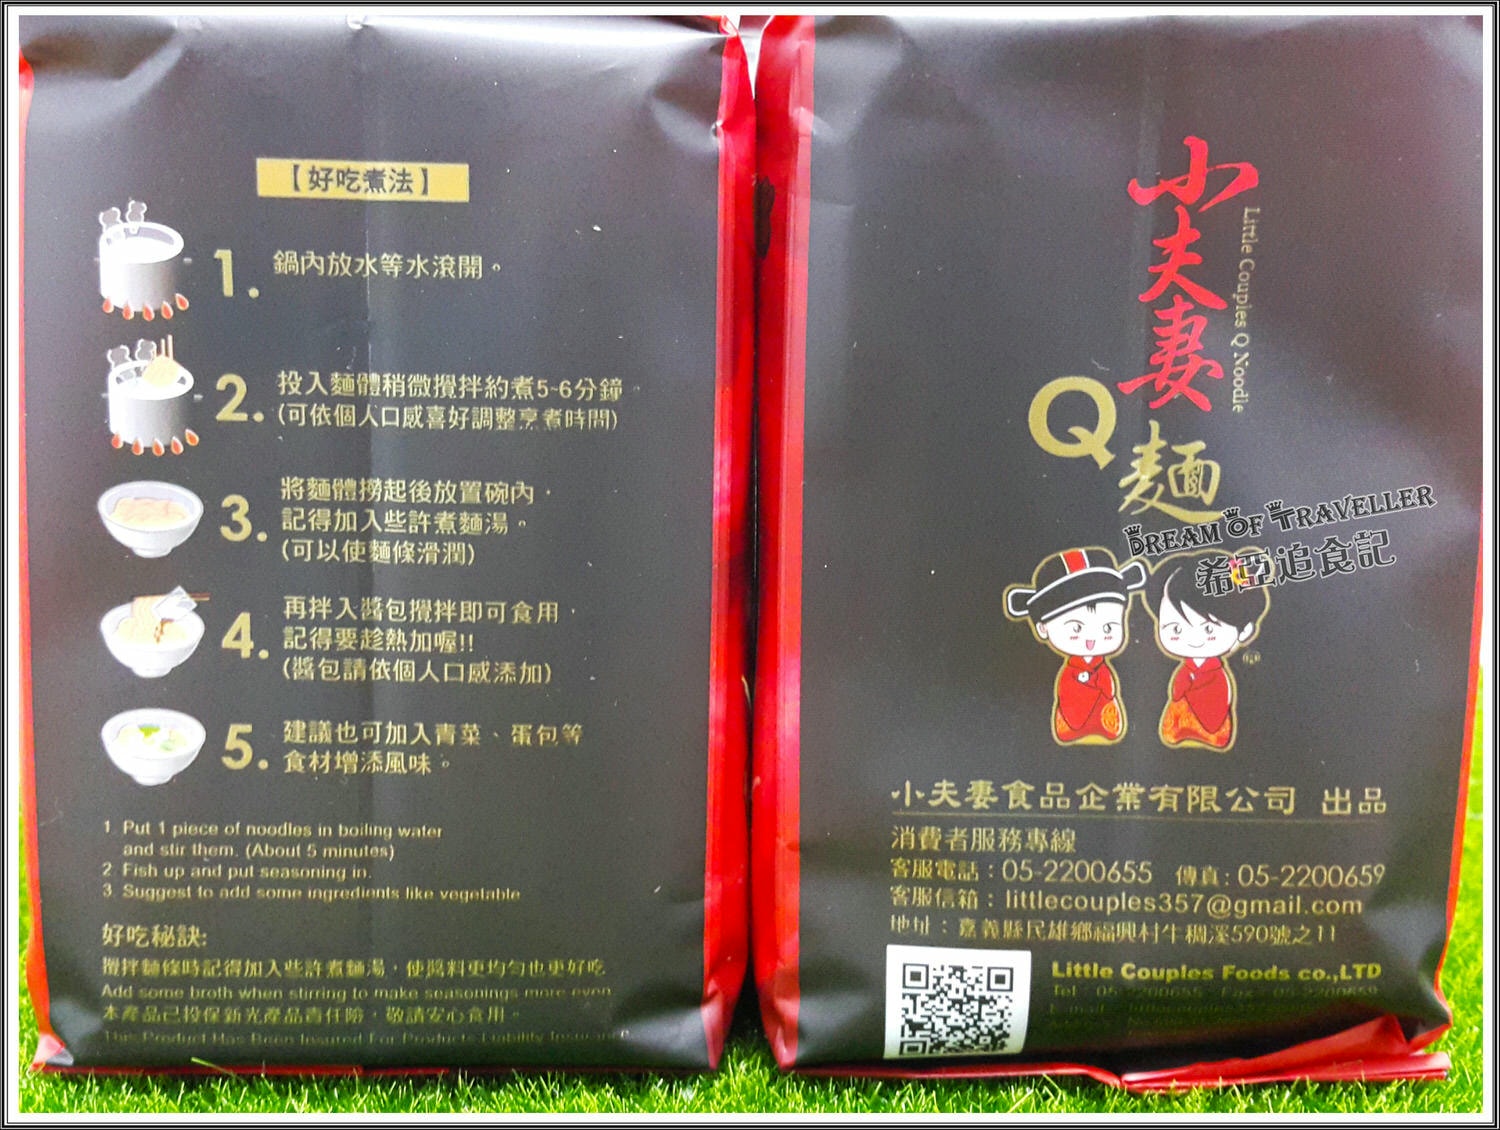 【好吃煮法】
1. 鍋內放水等水滾開。
2. 投入麵體稍微攪拌約煮5~6分鐘
(可依個人口感喜好調整烹煮時間)
3. 將麵體撈起後放置碗內，
記得加入些許煮麵湯。
(可以使麵條滑潤)
4. 再拌入醬包攪拌即可食用，
記得要趁熱加喔!!
(醬包請依個人口感添加)
5. 建議也可加入青菜、蛋包等
食材增添風味。
1. Put 1 piece of noodles in boiling water
and stir them. (About 5 minutes)
2. Fish up and put seasoning in.
3. Suggest to add some ingredients like vegetable
好吃秘訣:
攪拌麵條時記得加入些許煮麵湯，使醬料更均勻也更好吃
Add some broth when stirring to make seasonings more even
本產品已投保新光產品責任險，敬請安心食用。
This Product Has Been Insured For Products Liability
小夫妻
Little Couples Q Noodle
Q麵
DREAM OF TRAVELLER
希亞追食記
®
小夫妻食品企業有限公司 出品
消費者服務專線
客服電話：05-2200655 傳真：05-2200659
客服信箱：littlecouples357@gmail.com
地址：嘉義縣民雄鄉福興村牛稠溪590號之11
Little Couples Foods co.,LTD
Tel 05-2200655 Fax 05-2200659